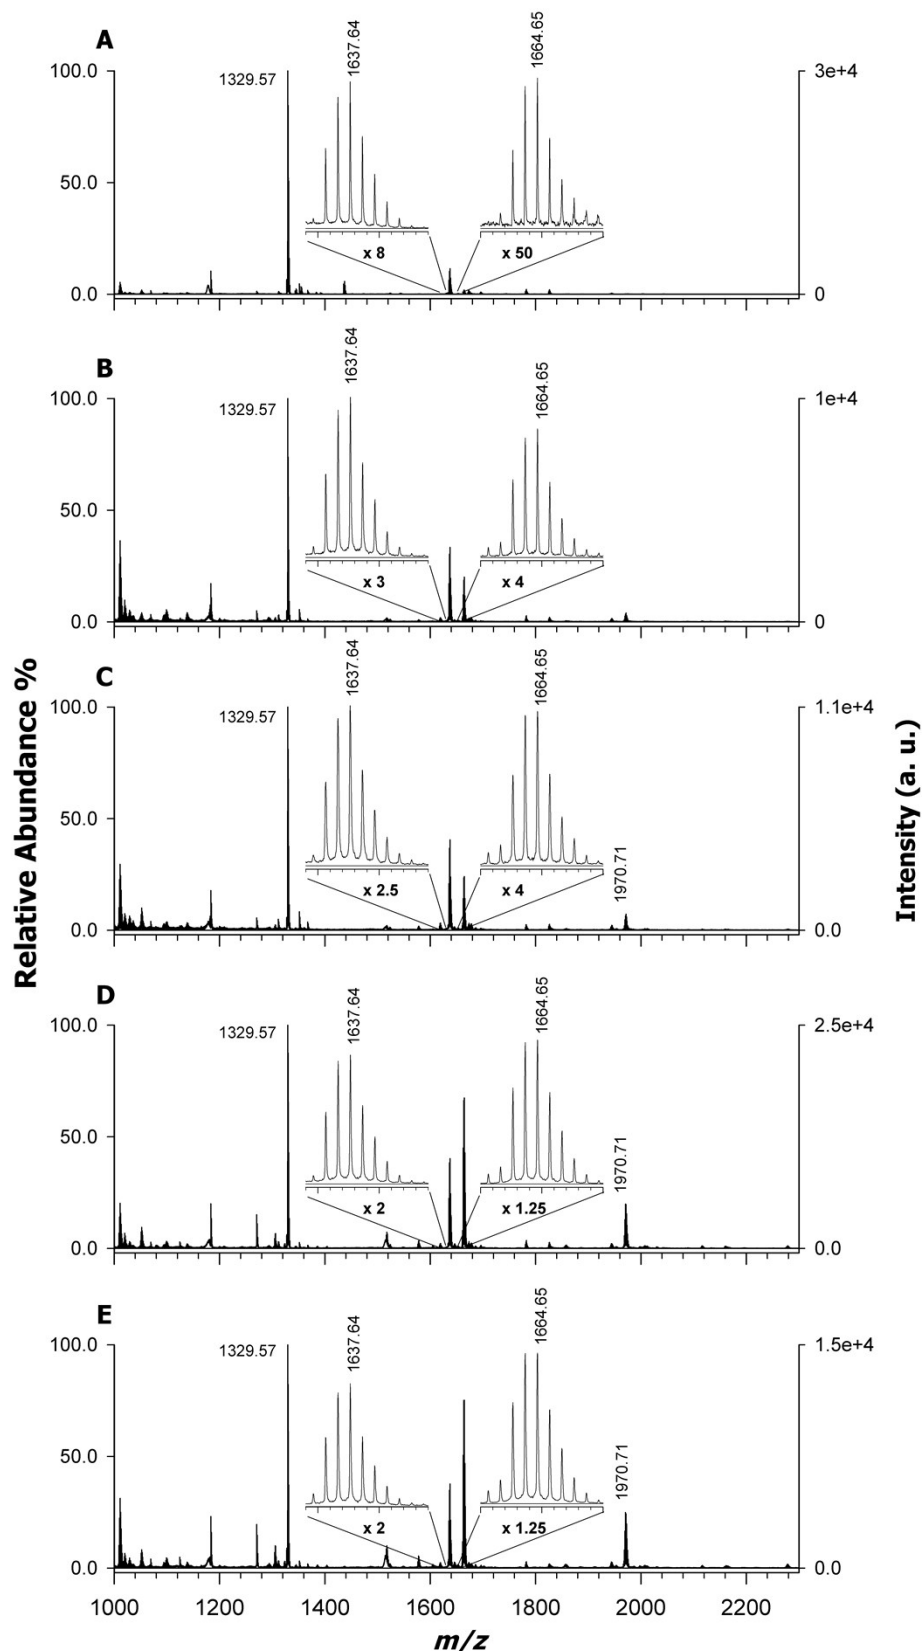 A
1637.64
1664.65
100.0
1329.57
3e+4
50.0
x 8
x 50
0.0
0
B
1637.64
1664.65
100.0
1329.57
1e+4
50.0
x 3
x 4
0.0
0
C
1637.64
1664.65
100.0
1329.57
1.1e+4
50.0
1970.71
x 2.5
x 4
0.0
0.0
Relative Abundance %
Intensity (a. u.)
D
1637.64
1664.65
100.0
1329.57
2.5e+4
50.0
1970.71
x 2
x 1.25
0.0
0.0
E
1637.64
1664.65
100.0
1329.57
1.5e+4
50.0
1970.71
x 2
x 1.25
0.0
0.0
1000 1200 1400 1600 1800 2000 2200
m/z